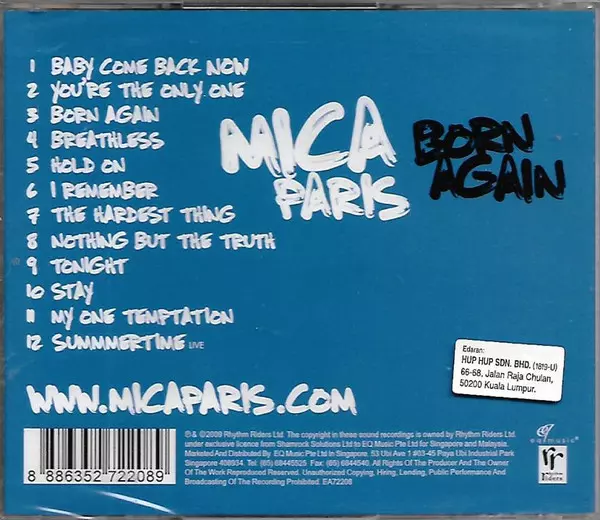 1 BABY COME BACK NOW
2 YOU'RE THE ONLY ONE
3 BORN AGAIN
4 BREATHLESS
5 HOLD ON
6 I REMEMBER
7 THE HARDEST THING
8 NOTHING BUT THE TRUTH
9 TONIGHT
10 STAY
11 MY ONE TEMPTATION
12 SUMMMERTIME LIVE
MICA
PARIS
BORN
AGAIN
Edaran:
HUP HUP SDN. BHD. (1819-U)
66-68, Jalan Raja Chulan,
50200 Kuala Lumpur.
WWW.MICAPARIS.COM
8 886352 722089
℗ & ©2009 Rhythm Riders Ltd. The copyright in these sound recordings is owned by Rhythm Riders Ltd.
under exclusive licence from Shamrock Solutions Ltd to EQ Music Pte Ltd for Singapore and Malaysia.
Marketed And Distributed By EQ Music Pte Ltd in Singapore. 53 Ubi Ave 1 #03-45 Paya Ubi Industrial Park
Singapore 408934. Tel: (65) 68445525 Fax: (65) 6844540. All Rights Of The Producer And The Owner
Of The Work Reproduced Reserved. Unauthorized Copying, Hiring, Lending, Public Performance And
Broadcasting Of The Recording Prohibited. EA72208
eq music
rr
rhythm
riders